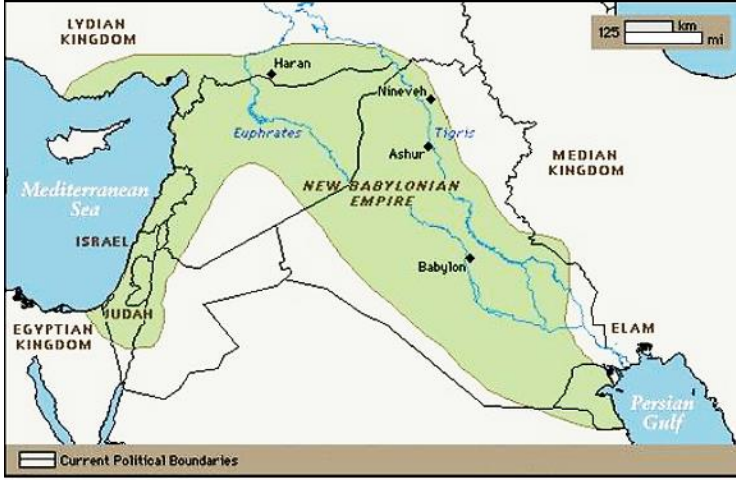 LYDIAN
KINGDOM
125
km
mi
Haran
Nineveh
Euphrates
Tigris
Ashur
MEDIAN
KINGDOM
NEW BABYLONIAN
EMPIRE
Mediterranean
Sea
ISRAEL
Babylon
JUDAH
EGYPTIAN
KINGDOM
ELAM
Persian
Gulf
Current Political Boundaries